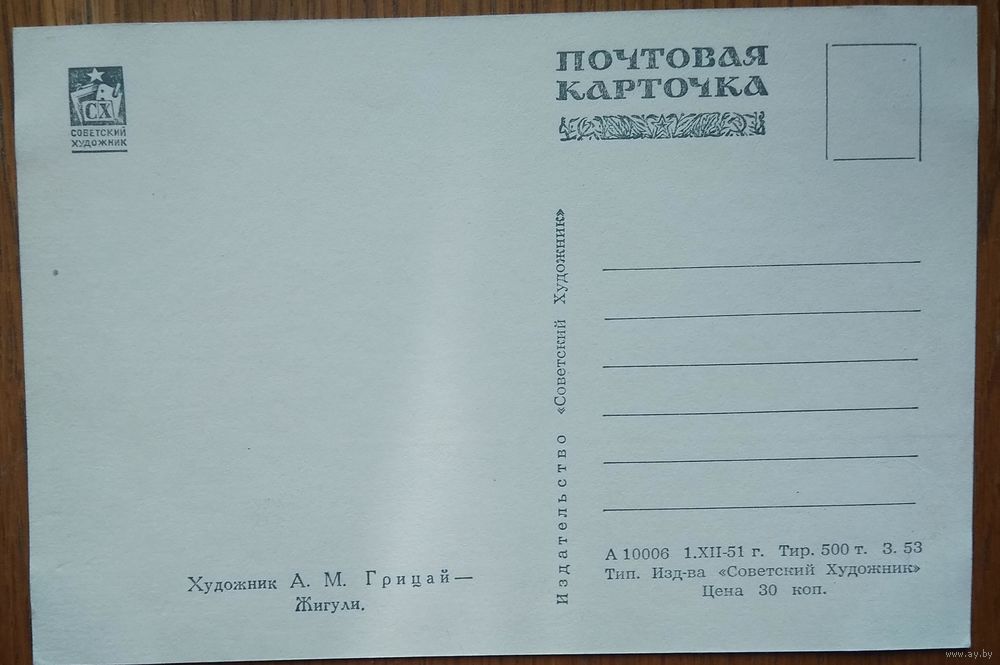 СХ
СОВЕТСКИЙ
ХУДОЖНИК
ПОЧТОВАЯ
КАРТОЧКА
Издательство «Советский Художник»
Художник А. М. Грицай —
Жигули.
А 10006 1.XII-51 г. Тир. 500 т. З. 53
Тип. Изд-ва «Советский Художник»
Цена 30 коп.
www.ay.by